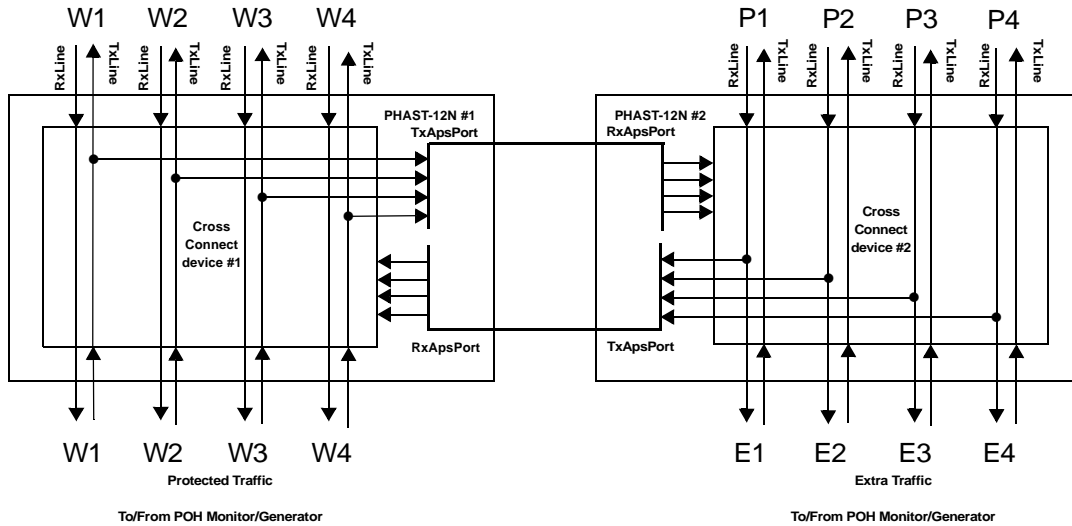 W1 W2 W3 W4 P1 P2 P3 P4
RxLine TxLine RxLine TxLine RxLine TxLine RxLine TxLine RxLine TxLine RxLine TxLine RxLine TxLine RxLine TxLine
PHAST-12N #1
TxApsPort
PHAST-12N #2
RxApsPort
Cross
Connect
device #1
Cross
Connect
device #2
RxApsPort
TxApsPort
W1 W2 W3 W4 E1 E2 E3 E4
Protected Traffic
Extra Traffic
To/From POH Monitor/Generator
To/From POH Monitor/Generator